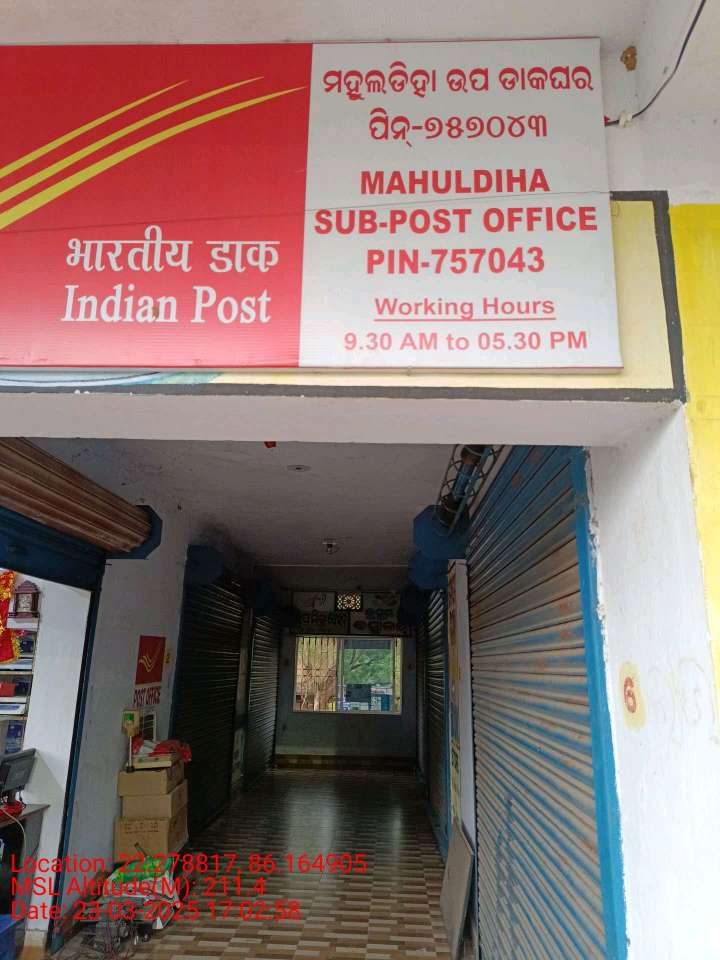 भारतीय डाक
Indian Post
ମହୁଲଡିହା ଉପ ଡାକଘର
ପିନ୍-୭୫୭୦୪୩
MAHULDIHA
SUB-POST OFFICE
PIN-757043
Working Hours
9.30 AM to 05.30 PM
POST OFFICE
6
Location: 22.278817, 86.164905
MSL Altitude(M): 211.4
Date: 23-03-2025 17:02:58